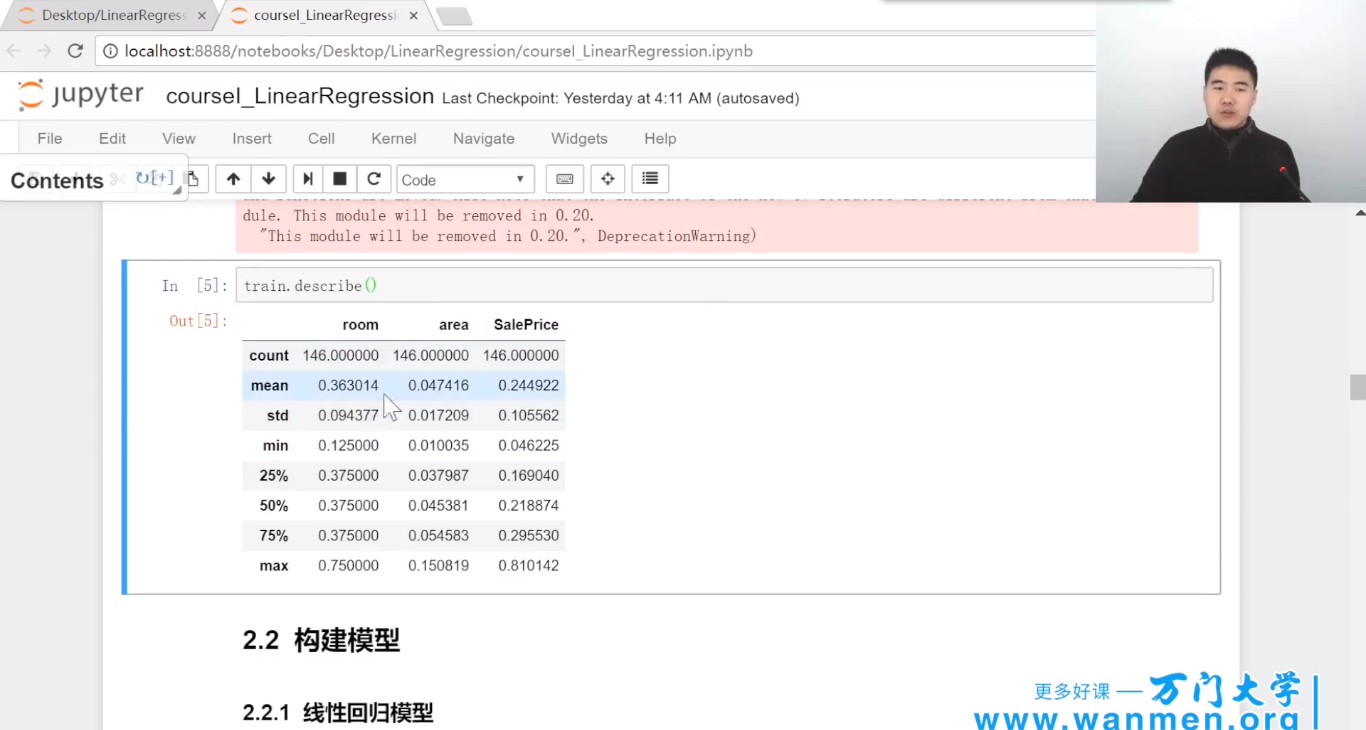 Desktop/LinearRegress
coursel_LinearRegressi
localhost:8888/notebooks/Desktop/LinearRegression/coursel_LinearRegression.ipynb
jupyter coursel_LinearRegression Last Checkpoint: Yesterday at 4:11 AM (autosaved)
File Edit View Insert Cell Kernel Navigate Widgets Help
Contents [+] Code
dule. This module will be removed in 0.20.
"This module will be removed in 0.20.", DeprecationWarning)
In [5]: train.describe()
Out[5]:
room area SalePrice
count 146.000000 146.000000 146.000000
mean 0.363014 0.047416 0.244922
std 0.094377 0.017209 0.105562
min 0.125000 0.010035 0.046225
25% 0.375000 0.037987 0.169040
50% 0.375000 0.045381 0.218874
75% 0.375000 0.054583 0.295530
max 0.750000 0.150819 0.810142
2.2 构建模型
2.2.1 线性回归模型
更多好课 — 万门大学
www.wanmen.org